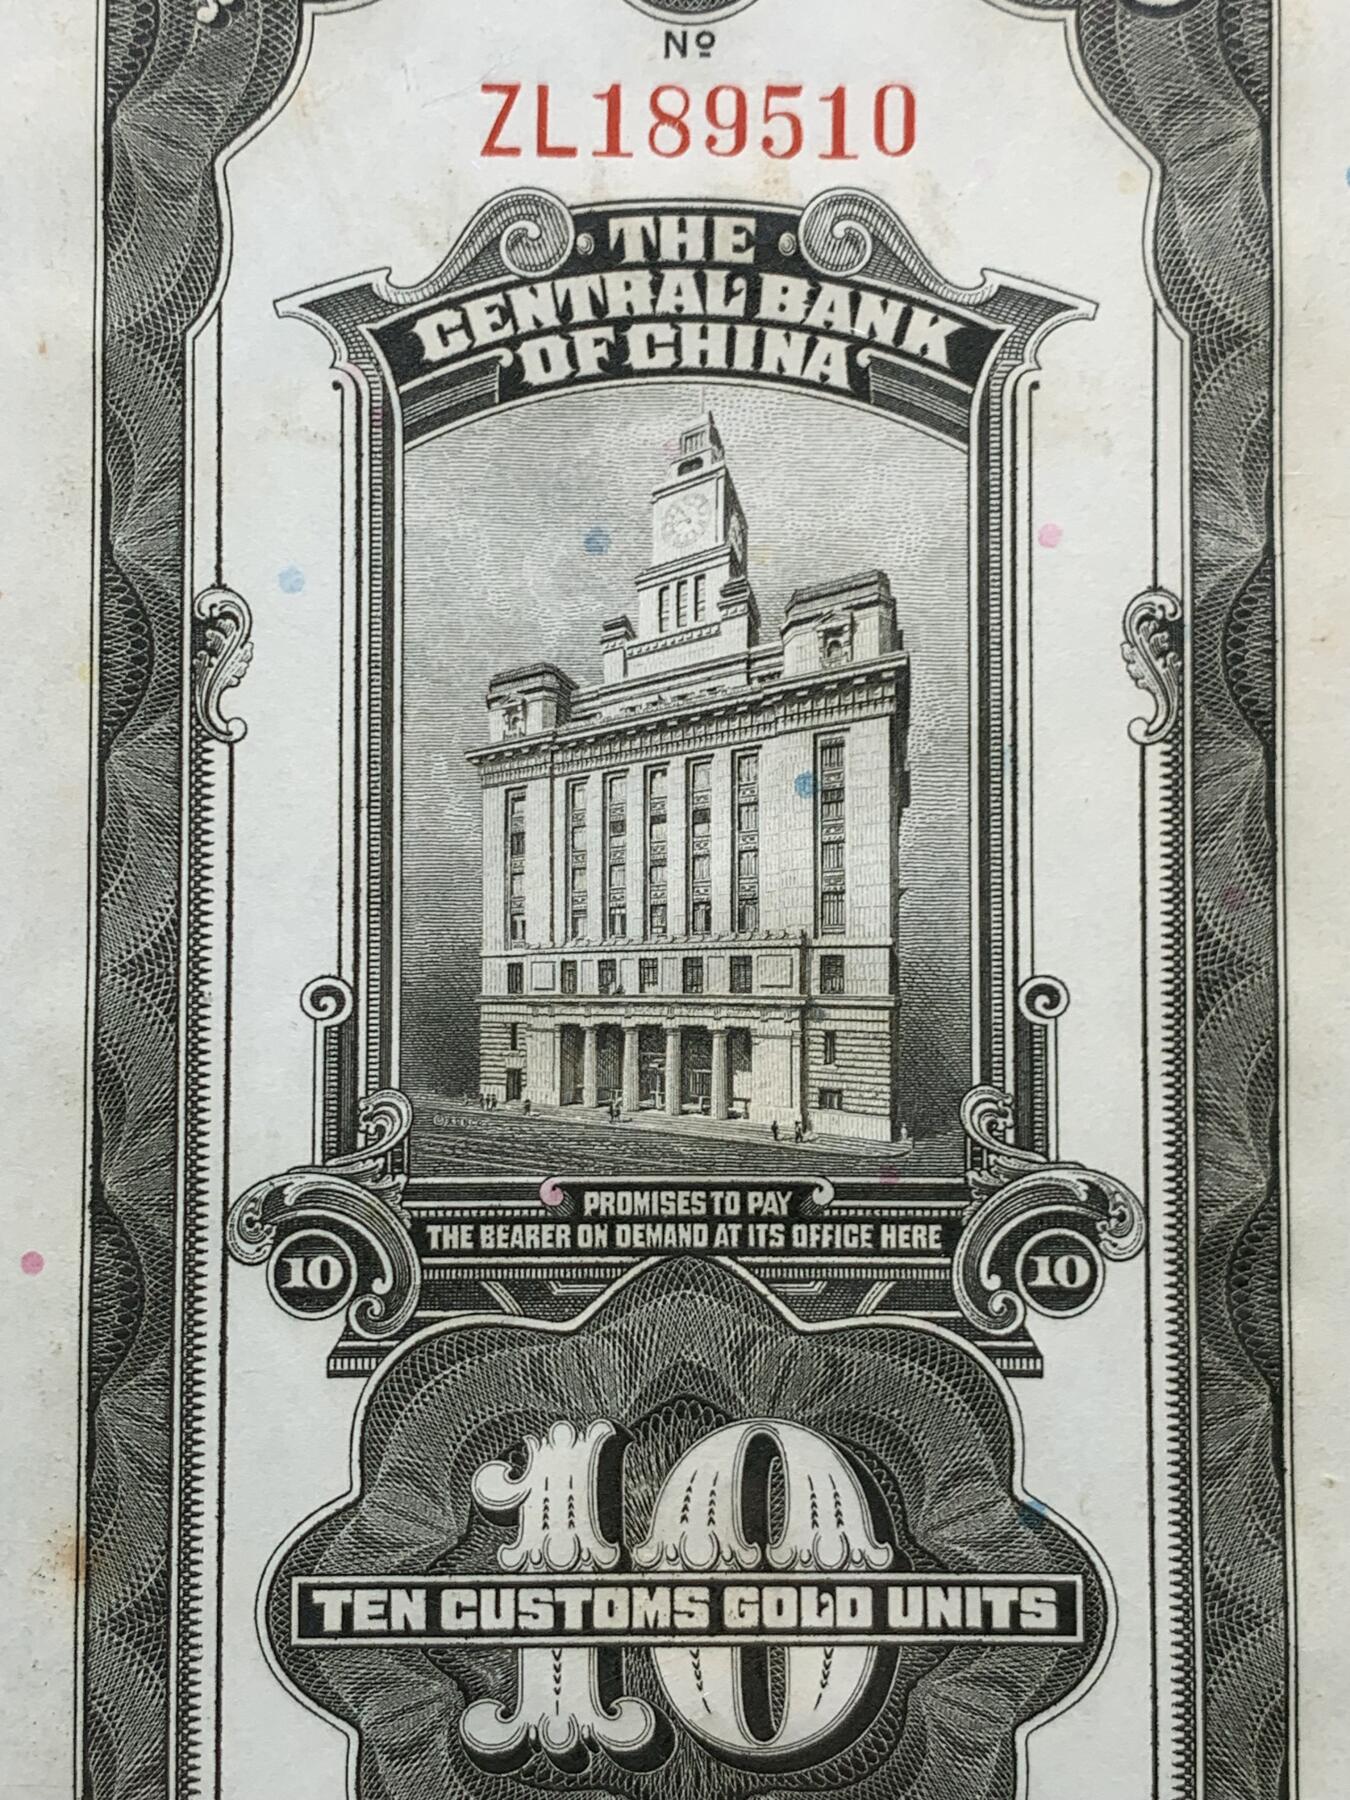 Nº
ZL189510
THE
CENTRAL BANK
OF CHINA
PROMISES TO PAY
THE BEARER ON DEMAND AT ITS OFFICE HERE
10 10
10
TEN CUSTOMS GOLD UNITS